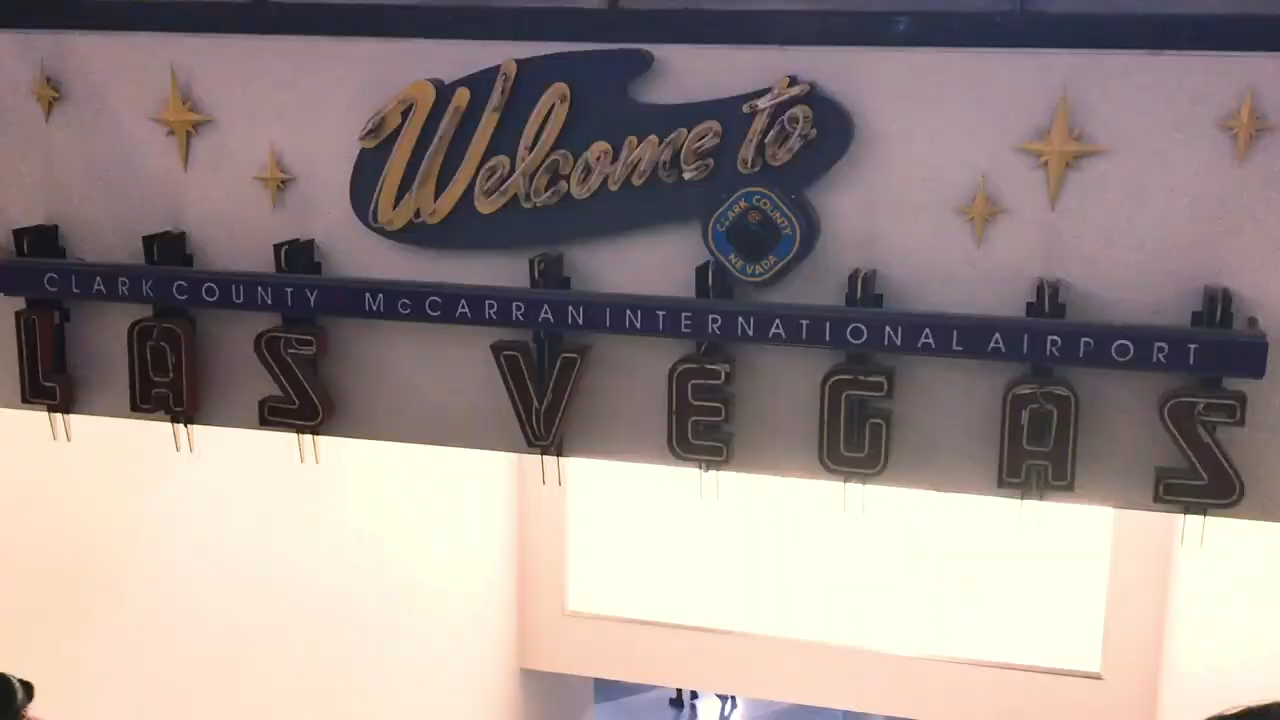 Welcome to
CLARK COUNTY
NEVADA
CLARK COUNTY McCARRAN INTERNATIONAL AIRPORT
LAS VEGAS